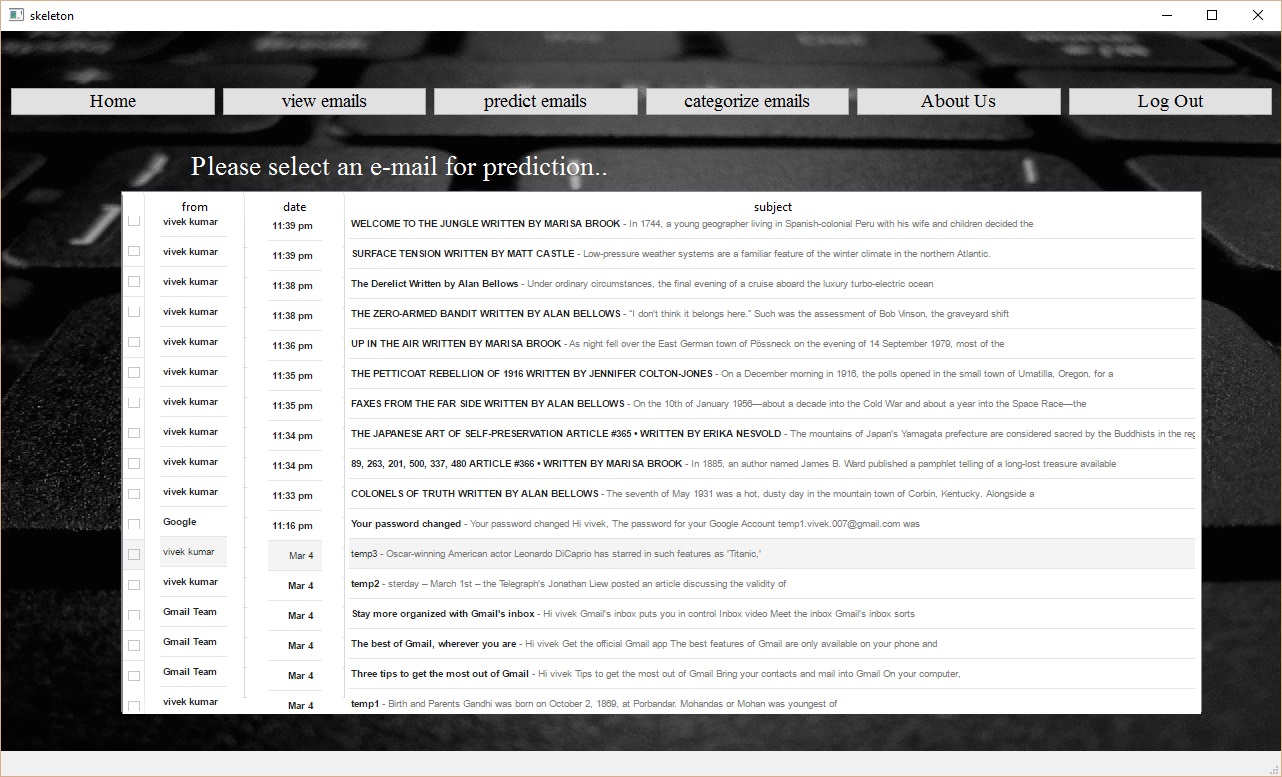 skeleton
Home view emails predict emails categorize emails About Us Log Out
Please select an e-mail for prediction..
from date subject
vivek kumar 11:39 pm WELCOME TO THE JUNGLE WRITTEN BY MARISA BROOK - In 1744, a young geographer living in Spanish-colonial Peru with his wife and children decided the
vivek kumar 11:39 pm SURFACE TENSION WRITTEN BY MATT CASTLE - Low-pressure weather systems are a familiar feature of the winter climate in the northern Atlantic.
vivek kumar 11:38 pm The Derelict Written by Alan Bellows - Under ordinary circumstances, the final evening of a cruise aboard the luxury turbo-electric ocean
vivek kumar 11:38 pm THE ZERO-ARMED BANDIT WRITTEN BY ALAN BELLOWS - “I don't think it belongs here.” Such was the assessment of Bob Vinson, the graveyard shift
vivek kumar 11:36 pm UP IN THE AIR WRITTEN BY MARISA BROOK - As night fell over the East German town of Pössneck on the evening of 14 September 1979, most of the
vivek kumar 11:35 pm THE PETTICOAT REBELLION OF 1916 WRITTEN BY JENNIFER COLTON-JONES - On a December morning in 1916, the polls opened in the small town of Umatilla, Oregon, for a
vivek kumar 11:35 pm FAXES FROM THE FAR SIDE WRITTEN BY ALAN BELLOWS - On the 10th of January 1956—about a decade into the Cold War and about a year into the Space Race—the
vivek kumar 11:34 pm THE JAPANESE ART OF SELF-PRESERVATION ARTICLE #365 • WRITTEN BY ERIKA NESVOLD - The mountains of Japan's Yamagata prefecture are considered sacred by the Buddhists in the reg
vivek kumar 11:34 pm 89, 263, 201, 500, 337, 480 ARTICLE #366 • WRITTEN BY MARISA BROOK - In 1885, an author named James B. Ward published a pamphlet telling of a long-lost treasure available
vivek kumar 11:33 pm COLONELS OF TRUTH WRITTEN BY ALAN BELLOWS - The seventh of May 1931 was a hot, dusty day in the mountain town of Corbin, Kentucky. Alongside a
Google 11:16 pm Your password changed - Your password changed Hi vivek, The password for your Google Account temp1.vivek.007@gmail.com was
vivek kumar Mar 4 temp3 - Oscar-winning American actor Leonardo DiCaprio has starred in such features as 'Titanic,'
vivek kumar Mar 4 temp2 - sterday – March 1st – the Telegraph's Jonathan Liew posted an article discussing the validity of
Gmail Team Mar 4 Stay more organized with Gmail's inbox - Hi vivek Gmail's inbox puts you in control Inbox video Meet the inbox Gmail's inbox sorts
Gmail Team Mar 4 The best of Gmail, wherever you are - Hi vivek Get the official Gmail app The best features of Gmail are only available on your phone and
Gmail Team Mar 4 Three tips to get the most out of Gmail - Hi vivek Tips to get the most out of Gmail Bring your contacts and mail into Gmail On your computer,
vivek kumar Mar 4 temp1 - Birth and Parents Gandhi was born on October 2, 1869, at Porbandar. Mohandas or Mohan was youngest of